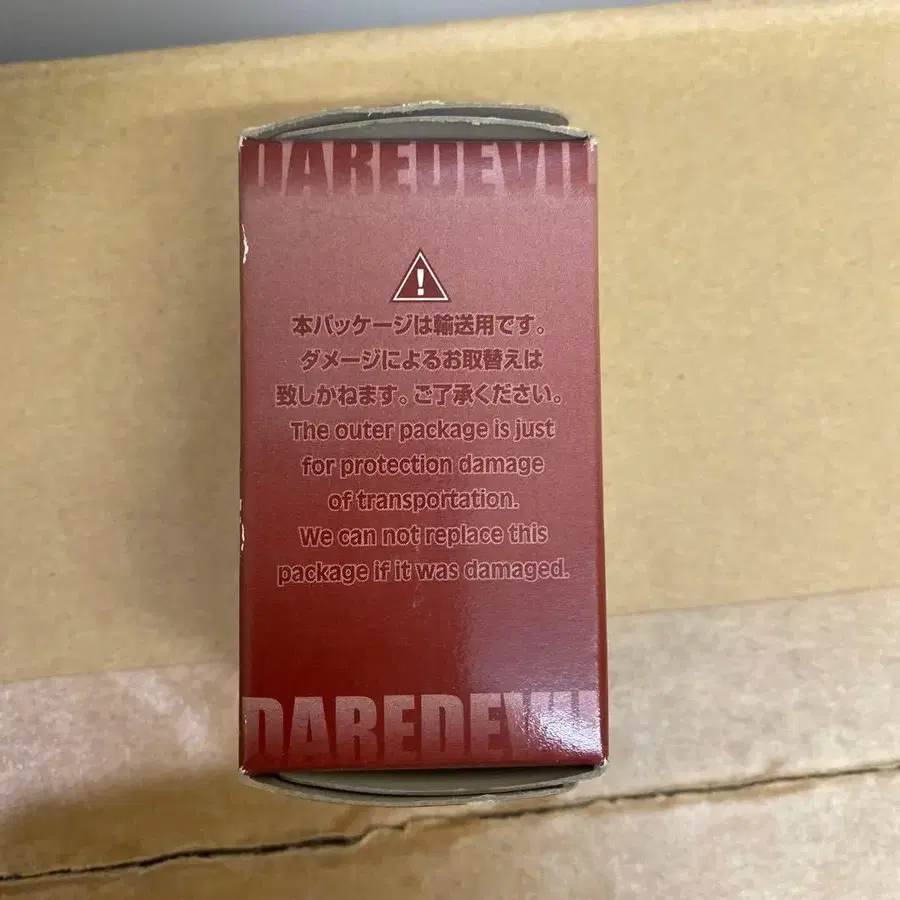 DAREDEVIL
!
本パッケージは輸送用です。
ダメージによるお取替えは
致しかねます。ご了承ください。
The outer package is just
for protection damage
of transportation.
We can not replace this
package if it was damaged.
DAREDEVIL